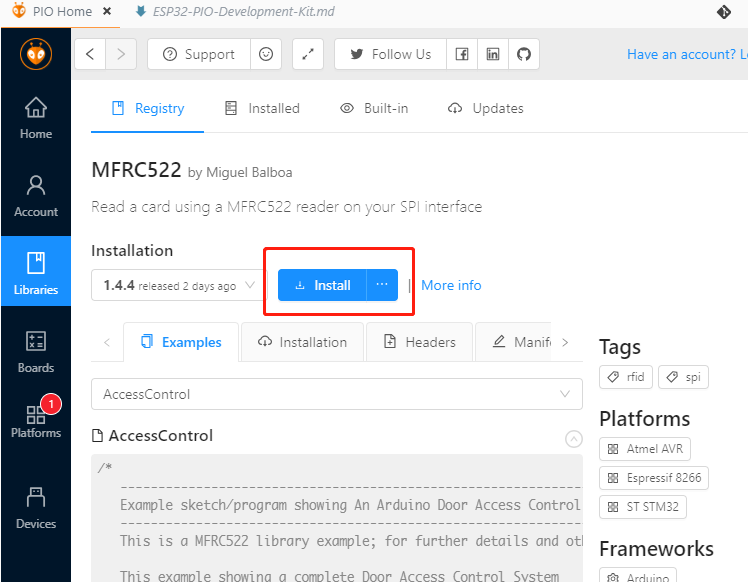 PIO Home
ESP32-PIO-Development-Kit.md
Support
Follow Us
Have an account?
Home
Account
Libraries
Boards
1
Platforms
Devices
Registry
Installed
Built-in
Updates
MFRC522 by Miguel Balboa
Read a card using a MFRC522 reader on your SPI interface
Installation
1.4.4 released 2 days ago
Install
···
| More info
Examples
Installation
Headers
Manif
AccessControl
AccessControl
/*
--------------------------------------------------------------
Example sketch/program showing An Arduino Door Access Control
--------------------------------------------------------------
This is a MFRC522 library example; for further details and oth
This example showing a complete Door Access Control System
Tags
rfid
spi
Platforms
Atmel AVR
Espressif 8266
ST STM32
Frameworks
Arduino